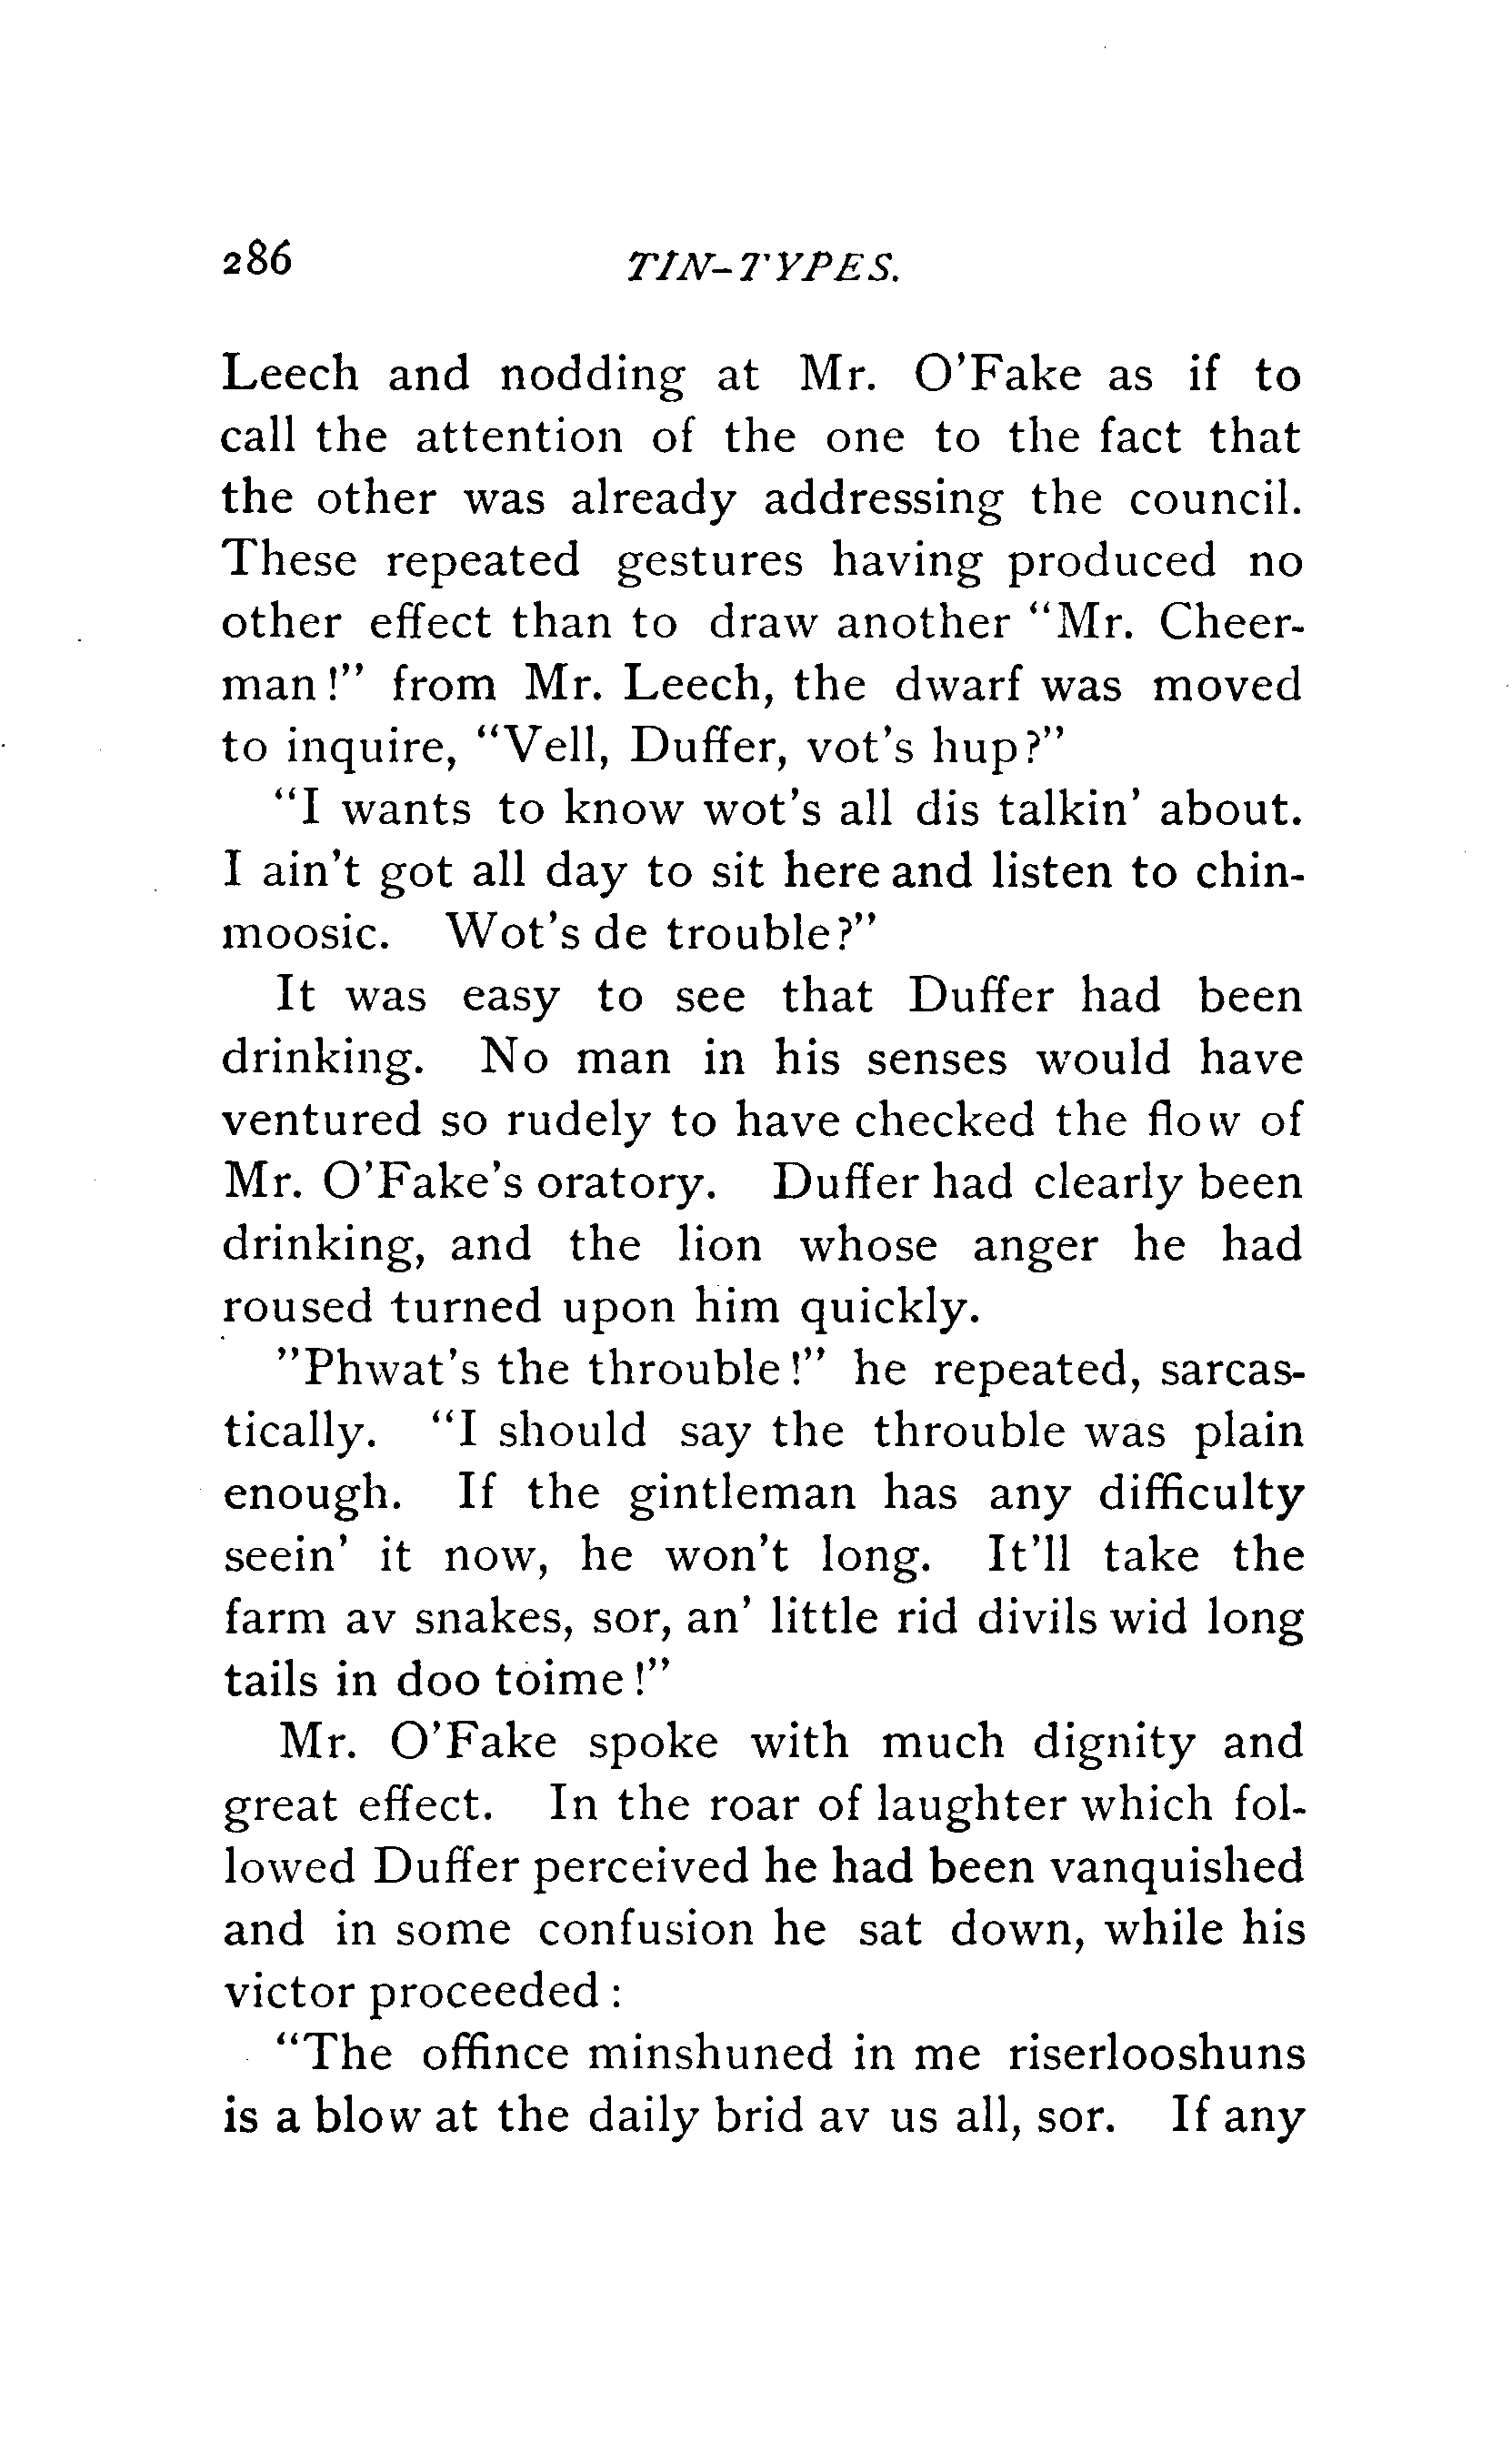 286 TIN-TYPES.
Leech and nodding at Mr. O'Fake as if to
call the attention of the one to the fact that
the other was already addressing the council.
These repeated gestures having produced no
other effect than to draw another "Mr. Cheer-
man!" from Mr. Leech, the dwarf was moved
to inquire, "Vell, Duffer, vot's hup?"
"I wants to know wot's all dis talkin' about.
I ain't got all day to sit here and listen to chin-
moosic. Wot's de trouble?"
It was easy to see that Duffer had been
drinking. No man in his senses would have
ventured so rudely to have checked the flow of
Mr. O'Fake's oratory. Duffer had clearly been
drinking, and the lion whose anger he had
roused turned upon him quickly.
"Phwat's the throuble!" he repeated, sarcas-
tically. "I should say the throuble was plain
enough. If the gintleman has any difficulty
seein' it now, he won't long. It'll take the
farm av snakes, sor, an' little rid divils wid long
tails in doo toime!"
Mr. O'Fake spoke with much dignity and
great effect. In the roar of laughter which fol-
lowed Duffer perceived he had been vanquished
and in some confusion he sat down, while his
victor proceeded:
"The offince minshuned in me riserlooshuns
is a blow at the daily brid av us all, sor. If any